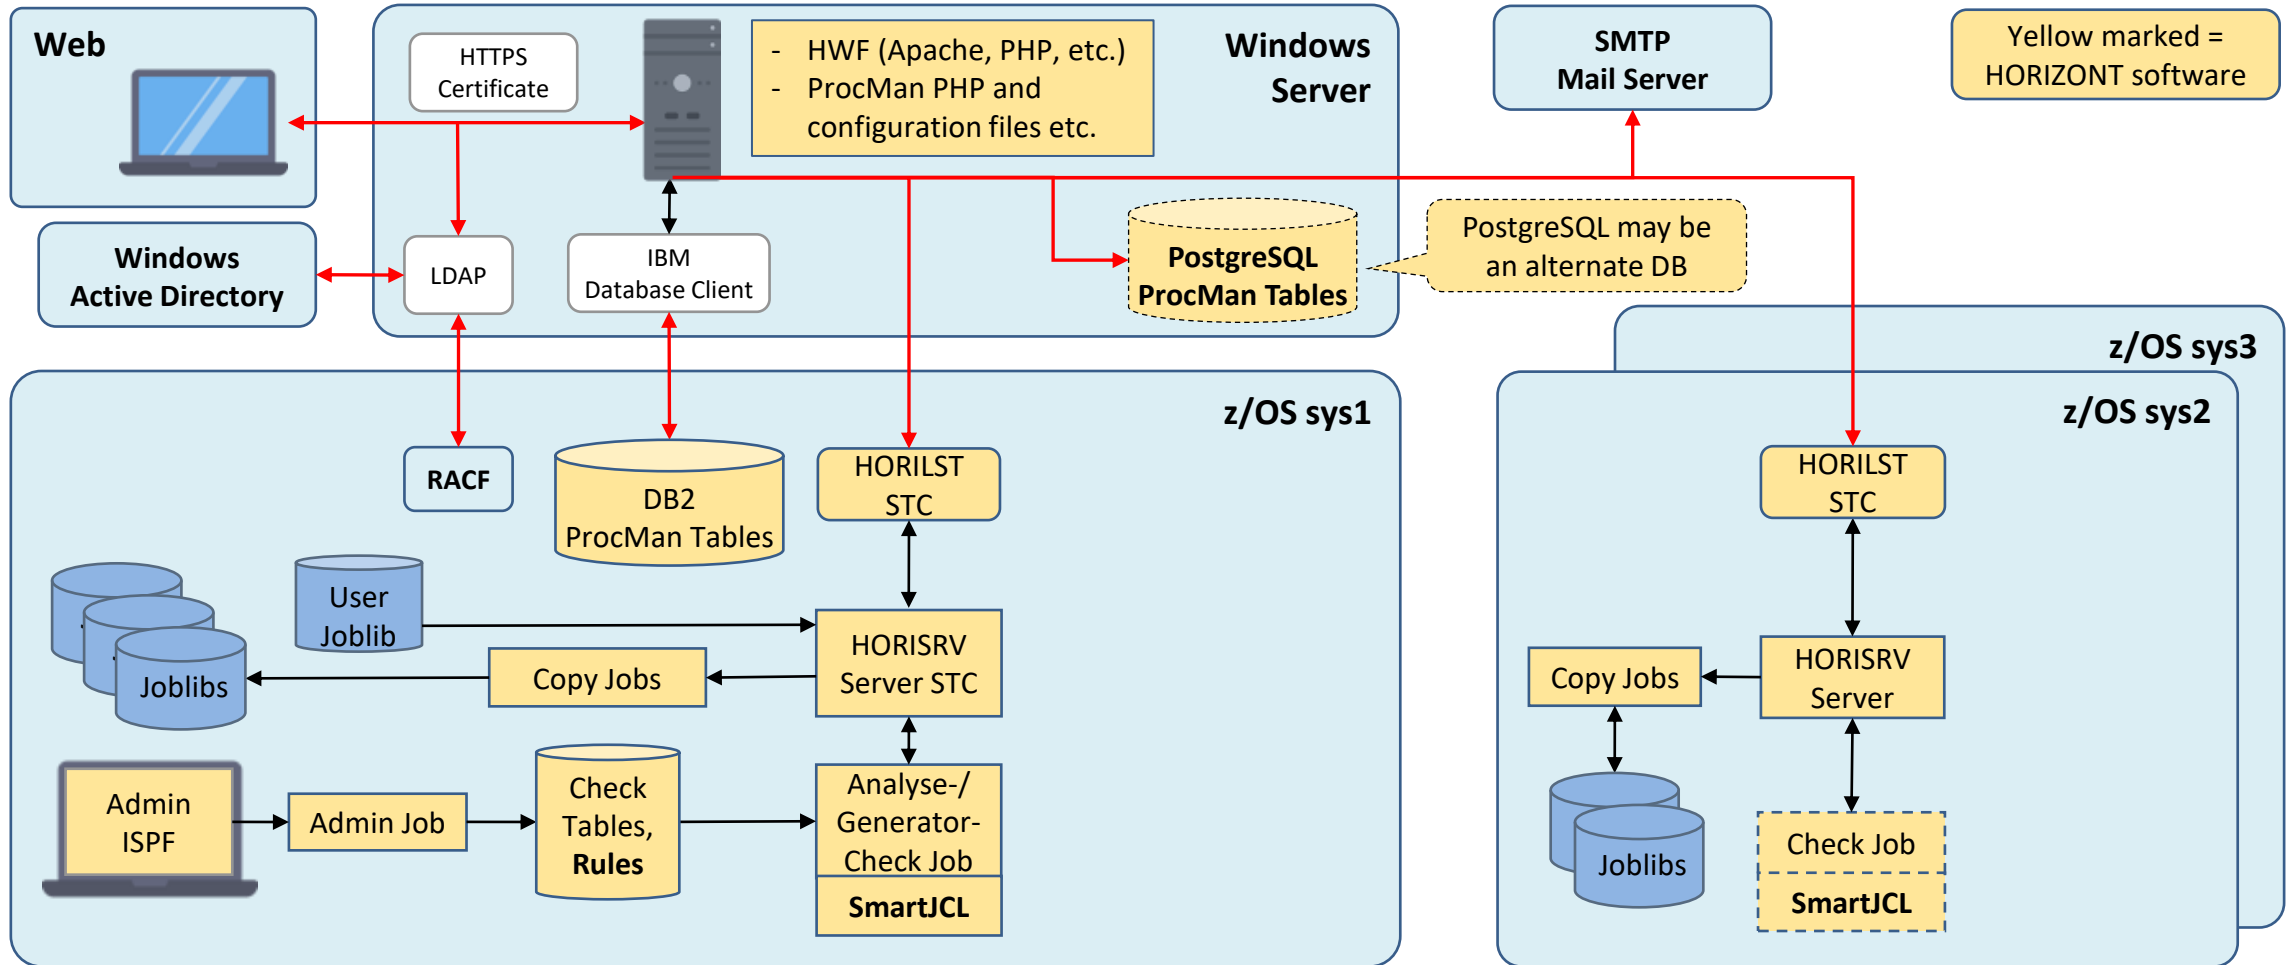 Web
HTTPS
Certificate
- HWF (Apache, PHP, etc.)
- ProcMan PHP and
configuration files etc.
Windows
Server
SMTP
Mail Server
Yellow marked =
HORIZONT software
Windows
Active Directory
LDAP
IBM
Database Client
PostgreSQL
ProcMan Tables
PostgreSQL may be
an alternate DB
z/OS sys3
z/OS sys1
z/OS sys2
RACF
DB2
ProcMan Tables
HORILST
STC
HORILST
STC
User
Joblib
HORISRV
Server STC
Copy Jobs
Joblibs
Copy Jobs
HORISRV
Server
Admin
ISPF
Admin Job
Check
Tables,
Rules
Analyse-/
Generator-
Check Job
SmartJCL
Joblibs
Check Job
SmartJCL